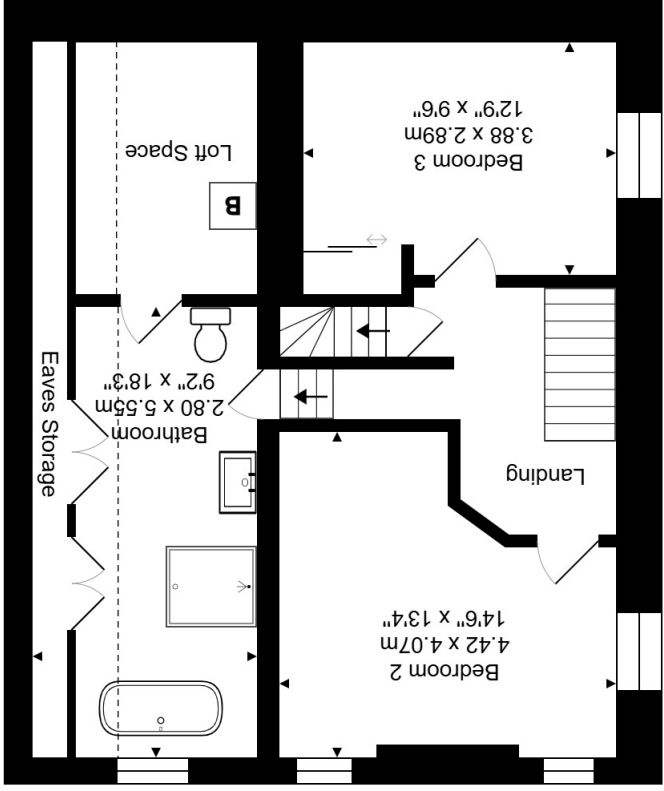 Bedroom 2
4.42 x 4.07m
14'6" x 13'4"
Landing
Bathroom
2.80 x 5.55m
9'2" x 18'3"
Eaves Storage
B
Loft Space
Bedroom 3
3.88 x 2.89m
12'9" x 9'6"